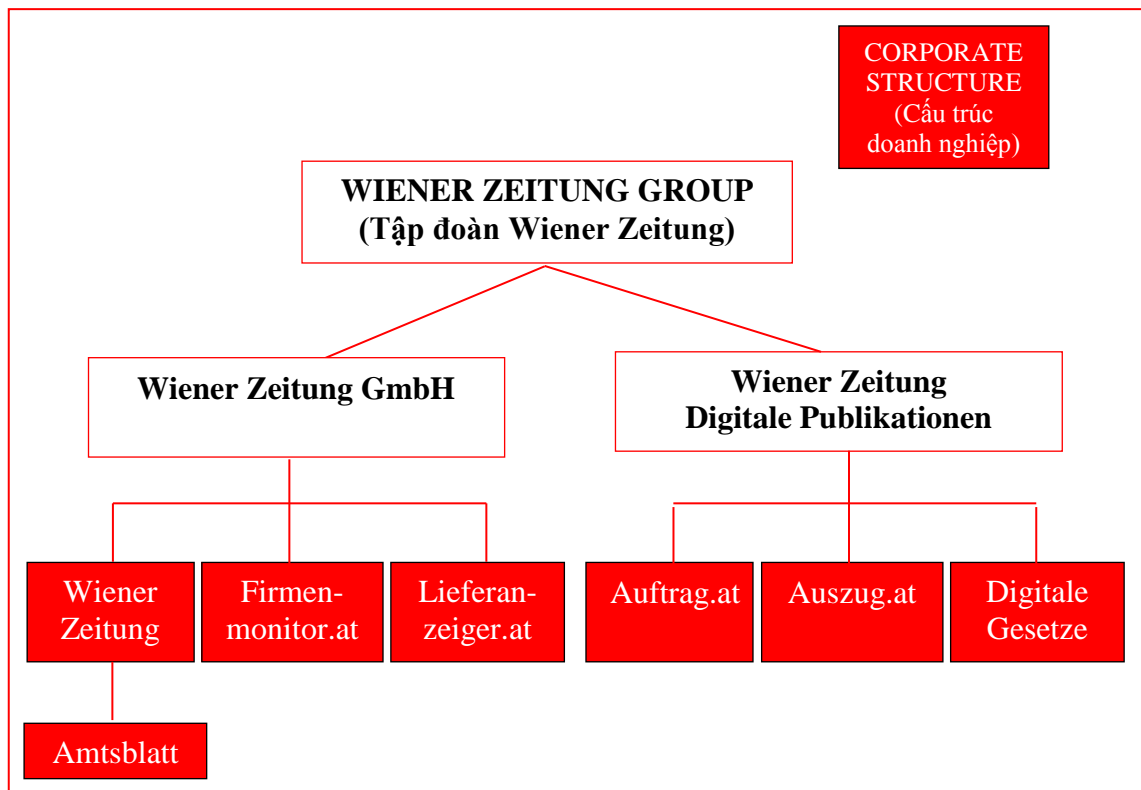 CORPORATE
STRUCTURE
(Cấu trúc
doanh nghiệp)
WIENER ZEITUNG GROUP
(Tập đoàn Wiener Zeitung)
Wiener Zeitung GmbH
Wiener Zeitung
Digitale Publikationen
Wiener
Zeitung
Firmen-
monitor.at
Lieferan-
zeiger.at
Auftrag.at
Auszug.at
Digitale
Gesetze
Amtsblatt